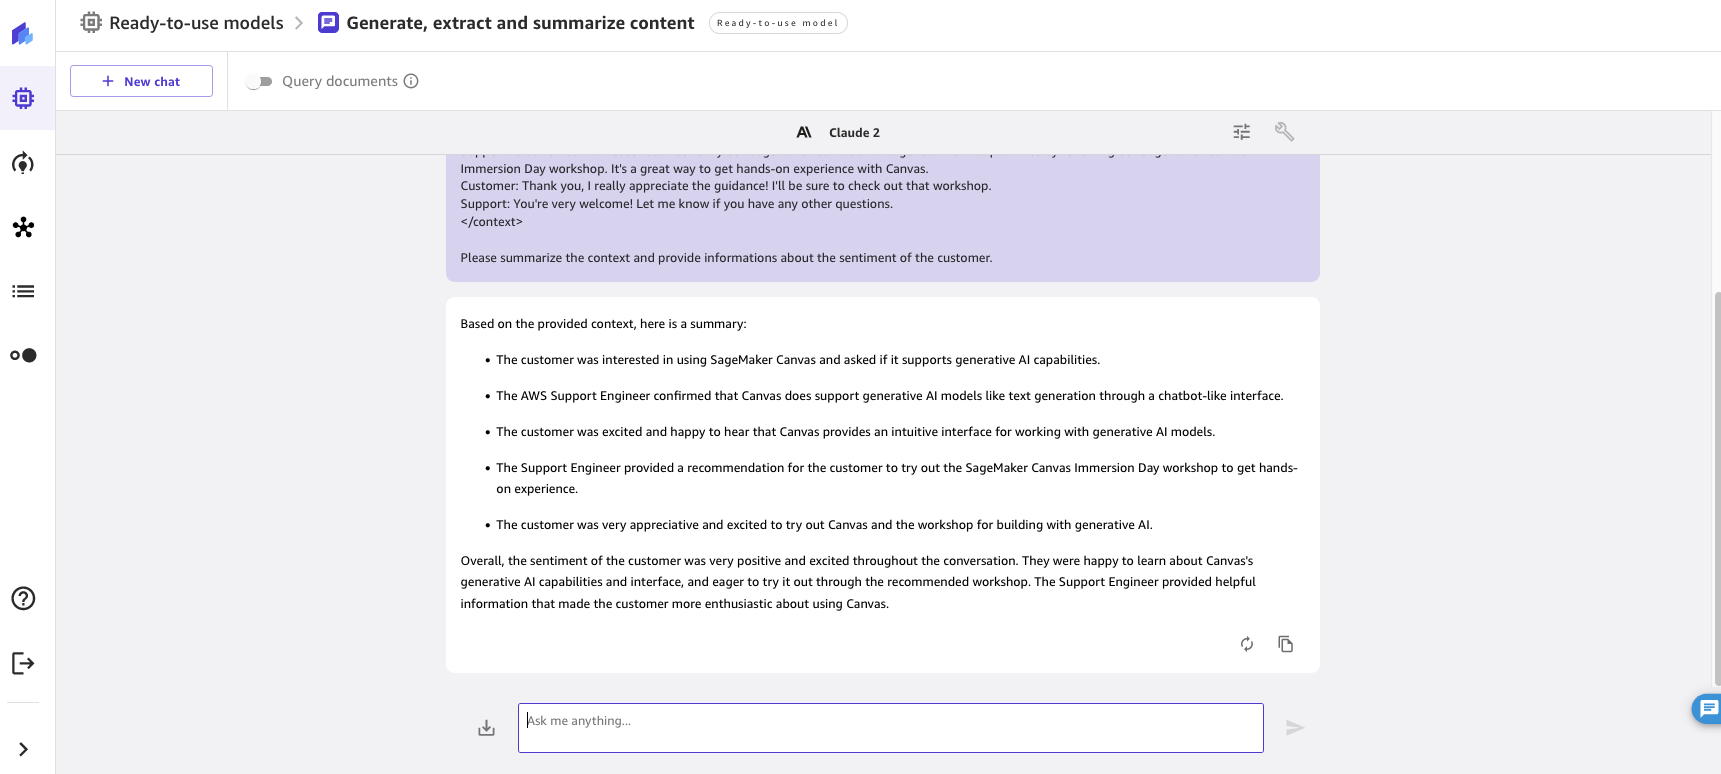 Ready-to-use models
Generate, extract and summarize content
Ready-to-use model
New chat
Query documents
Claude 2
Immersion Day workshop. It's a great way to get hands-on experience with Canvas.
Customer: Thank you, I really appreciate the guidance! I'll be sure to check out that workshop.
Support: You're very welcome! Let me know if you have any other questions.
</context>
Please summarize the context and provide informations about the sentiment of the customer.
Based on the provided context, here is a summary:
• The customer was interested in using SageMaker Canvas and asked if it supports generative AI capabilities.
• The AWS Support Engineer confirmed that Canvas does support generative AI models like text generation through a chatbot-like interface.
• The customer was excited and happy to hear that Canvas provides an intuitive interface for working with generative AI models.
• The Support Engineer provided a recommendation for the customer to try out the SageMaker Canvas Immersion Day workshop to get hands-
on experience.
• The customer was very appreciative and excited to try out Canvas and the workshop for building with generative AI.
Overall, the sentiment of the customer was very positive and excited throughout the conversation. They were happy to learn about Canvas's
generative AI capabilities and interface, and eager to try it out through the recommended workshop. The Support Engineer provided helpful
information that made the customer more enthusiastic about using Canvas.
Ask me anything...